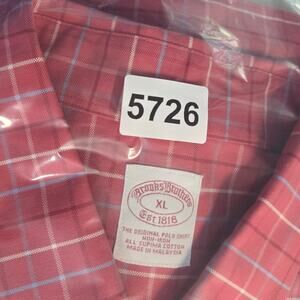 5726
Brooks Brothers
XL
Est 1818
THE ORIGINAL POLO SHIRT
NON-IRON
ALL SUPIMA COTTON
MADE IN MALAYSIA